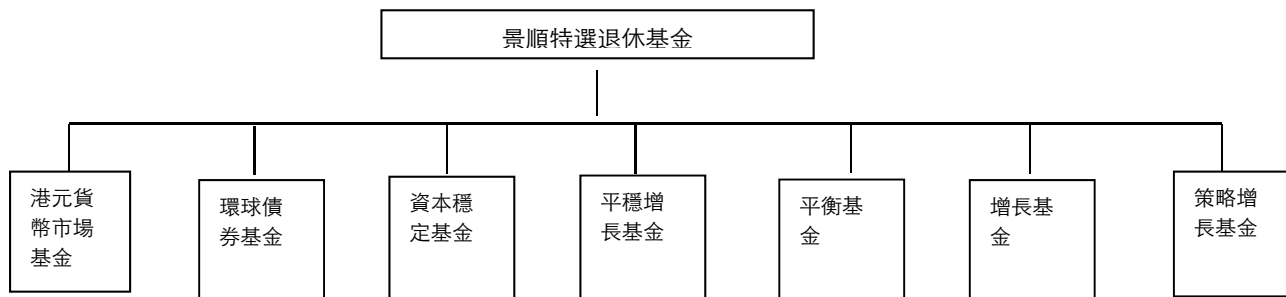 景順特選退休基金
港元貨
幣市場
基金
環球債
券基金
資本穩
定基金
平穩增
長基金
平衡基
金
增長基
金
策略增
長基金